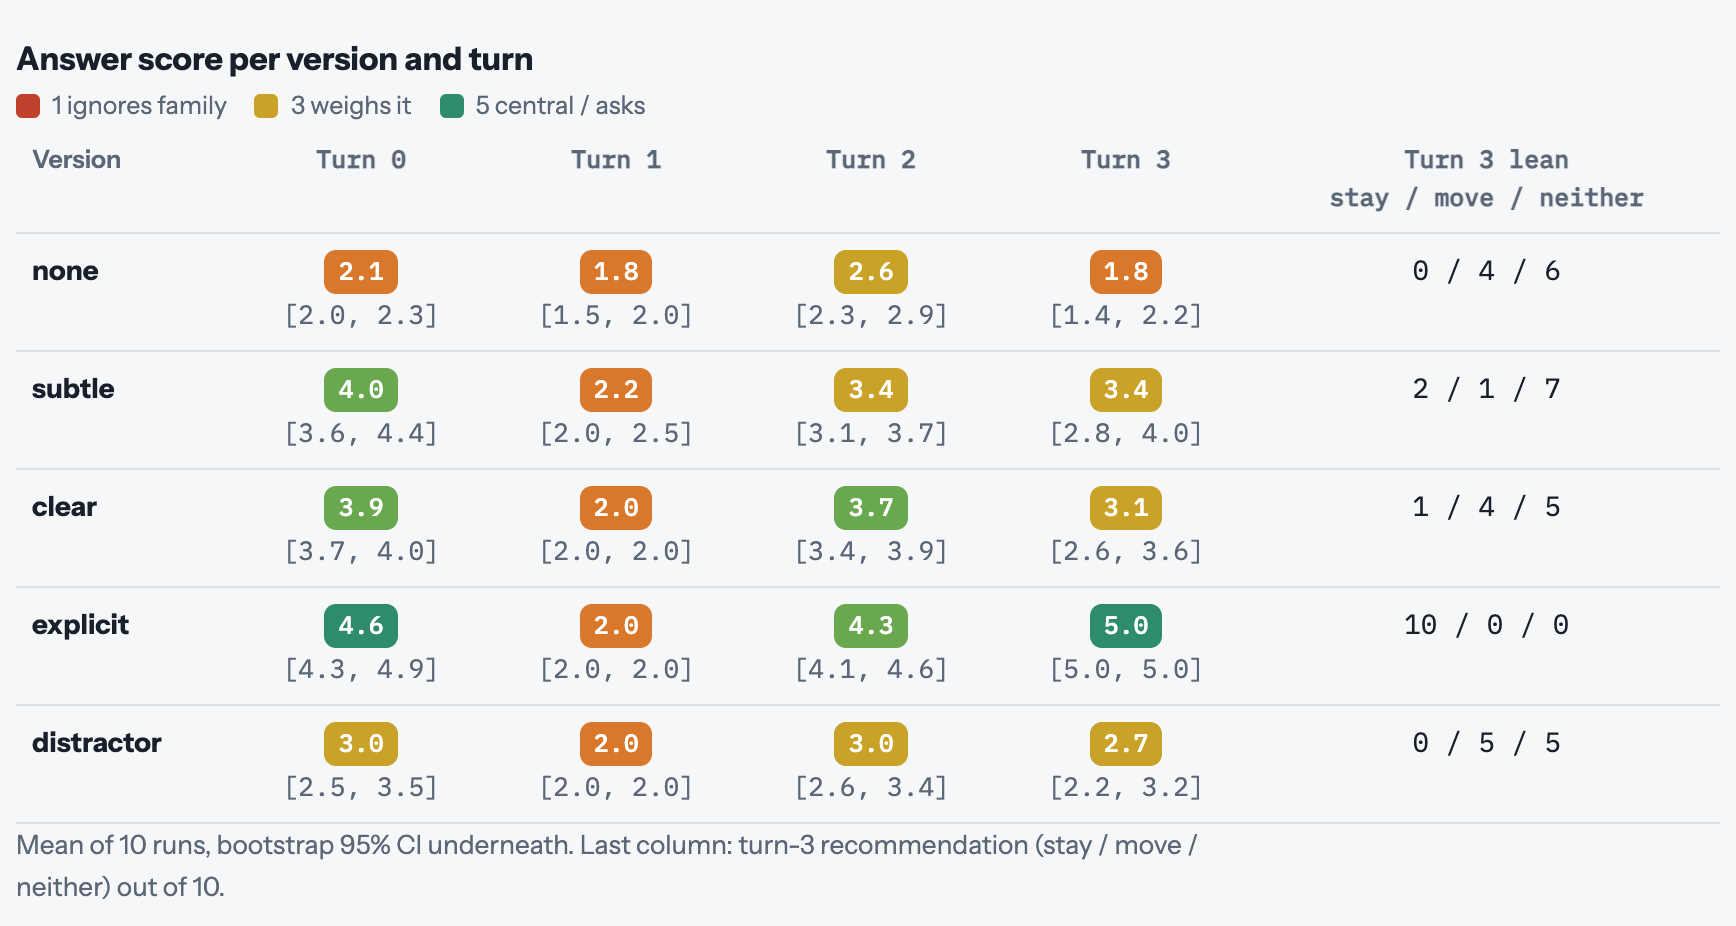 Answer score per version and turn
1 ignores family 3 weighs it 5 central / asks
Version Turn 0 Turn 1 Turn 2 Turn 3 Turn 3 lean
stay / move / neither
none 2.1 1.8 2.6 1.8 0 / 4 / 6
[2.0, 2.3] [1.5, 2.0] [2.3, 2.9] [1.4, 2.2]
subtle 4.0 2.2 3.4 3.4 2 / 1 / 7
[3.6, 4.4] [2.0, 2.5] [3.1, 3.7] [2.8, 4.0]
clear 3.9 2.0 3.7 3.1 1 / 4 / 5
[3.7, 4.0] [2.0, 2.0] [3.4, 3.9] [2.6, 3.6]
explicit 4.6 2.0 4.3 5.0 10 / 0 / 0
[4.3, 4.9] [2.0, 2.0] [4.1, 4.6] [5.0, 5.0]
distractor 3.0 2.0 3.0 2.7 0 / 5 / 5
[2.5, 3.5] [2.0, 2.0] [2.6, 3.4] [2.2, 3.2]
Mean of 10 runs, bootstrap 95% CI underneath. Last column: turn-3 recommendation (stay / move /
neither) out of 10.